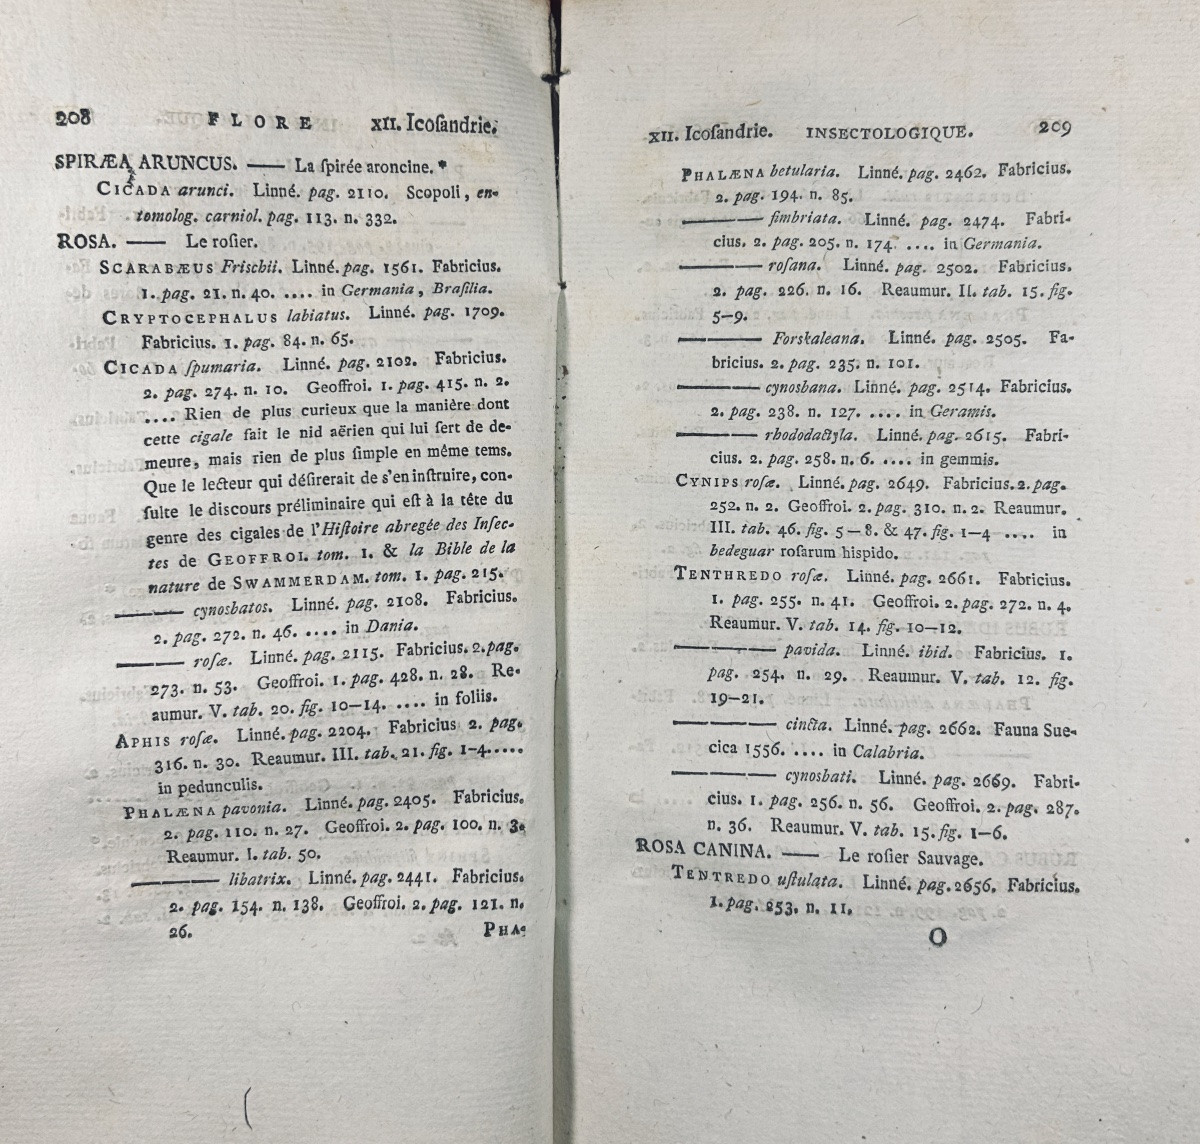 208 FLORE XII. Icoſandrie.
SPIRÆA ARUNCUS. —— La ſpirée aroncine. *
CICADA arunci. Linné. pag. 2110. Scopoli, en-
tomolog. carniol. pag. 113. n. 332.
ROSA. —— Le roſier.
SCARABÆUS Friſchii. Linné. pag. 1561. Fabricius.
1. pag. 21. n. 40. .... in Germania, Braſilia.
CRYPTOCEPHALUS labiatus. Linné. pag. 1709.
Fabricius. 1. pag. 84. n. 65.
CICADA ſpumaria. Linné. pag. 2102. Fabricius.
2. pag. 274. n. 10. Geoffroi. 1. pag. 415. n. 2.
.... Rien de plus curieux que la manière dont
cette cigale fait le nid aërien qui lui ſert de de-
meure, mais rien de plus ſimple en même tems.
Que le lecteur qui déſirerait de s'en inſtruire, con-
ſulte le discours préliminaire qui eſt à la tête du
genre des cigales de l'Hiſtoire abregée des Inſec-
tes de GEOFFROI. tom. 1. & la Bible de la
nature de SWAMMERDAM. tom. 1. pag. 215.
——— cynosbatos. Linné. pag. 2108. Fabricius.
2. pag. 272. n. 46. .... in Dania.
——— roſæ. Linné. pag. 2115. Fabricius. 2. pag.
273. n. 53. Geoffroi. 1. pag. 428. n. 28. Re-
aumur. V. tab. 20. fig. 10–14. .... in foliis.
APHIS roſæ. Linné. pag. 2204. Fabricius 2. pag.
316. n. 30. Reaumur. III. tab. 21. fig. 1–4.....
in pedunculis.
PHALÆNA pavonia. Linné. pag. 2405. Fabricius.
2. pag. 110. n. 27. Geoffroi. 2. pag. 100. n. 3.
Reaumur. I. tab. 50.
———— libatrix. Linné. pag. 2441. Fabricius.
2. pag. 154. n. 138. Geoffroi. 2. pag. 121. n.
26. PHA-
XII. Icoſandrie. INSECTOLOGIQUE. 209
PHALÆNA betularia. Linné. pag. 2462. Fabricius.
2. pag. 194. n. 85.
———— fimbriata. Linné. pag. 2474. Fabri-
cius. 2. pag. 205. n. 174. .... in Germania.
———— roſana. Linné. pag. 2502. Fabricius.
2. pag. 226. n. 16. Reaumur. II. tab. 15. fig.
5–9.
———— Forskaleana. Linné. pag. 2505. Fa-
bricius. 2. pag. 235. n. 101.
———— cynosbana. Linné. pag. 2514. Fabricius.
2. pag. 238. n. 127. .... in Geramis.
———— rhododactyla. Linné. pag. 2615. Fabri-
cius. 2. pag. 258. n. 6. .... in gemmis.
CYNIPS roſæ. Linné. pag. 2649. Fabricius. 2. pag.
252. n. 2. Geoffroi. 2. pag. 310. n. 2. Reaumur.
III. tab. 46. fig. 5–8. & 47. fig. 1–4 .... in
bedeguar roſarum hispido.
TENTHREDO roſæ. Linné. pag. 2661. Fabricius.
1. pag. 255. n. 41. Geoffroi. 2. pag. 272. n. 4.
Reaumur. V. tab. 14. fig. 10–12.
———— pavida. Linné. ibid. Fabricius. 1.
pag. 254. n. 29. Reaumur. V. tab. 12. fig.
19–21.
———— cincta. Linné. pag. 2662. Fauna Sue-
cica 1556. .... in Calabria.
———— cynosbati. Linné. pag. 2669. Fabri-
cius. 1. pag. 256. n. 56. Geoffroi. 2. pag. 287.
n. 36. Reaumur. V. tab. 15. fig. 1–6.
ROSA CANINA. —— Le roſier Sauvage.
TENTREDO uſtulata. Linné. pag. 2656. Fabricius.
1. pag. 253. n. 11.
O